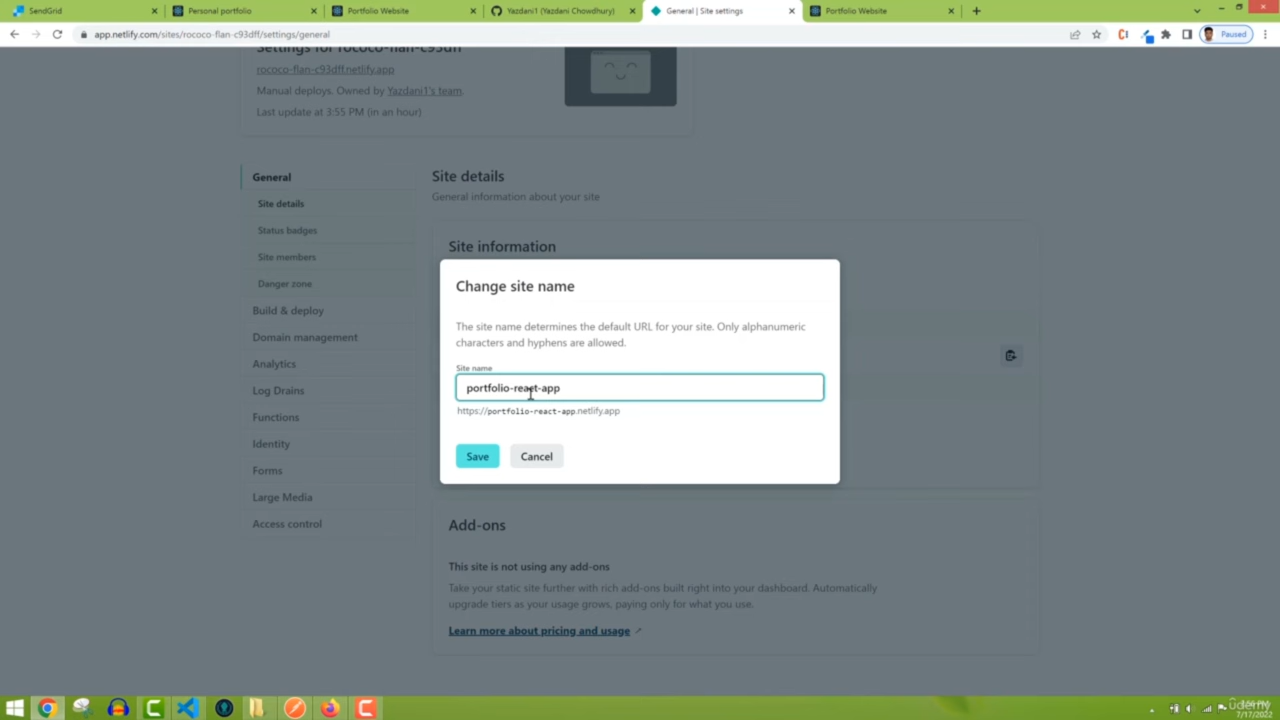 SendGrid
Personal portfolio
Portfolio Website
Yazdani1 (Yazdani Chowdhury)
General | Site settings
Portfolio Website
app.netlify.com/sites/rococo-flan-c93dff/settings/general
Paused
Settings for rococo-flan-c93dff
rococo-flan-c93dff.netlify.app
Manual deploys. Owned by Yazdani1's team.
Last update at 3:55 PM (in an hour)
General
Site details
Status badges
Site members
Danger zone
Build & deploy
Domain management
Analytics
Log Drains
Functions
Identity
Forms
Large Media
Access control
Site details
General information about your site
Site information
Change site name
The site name determines the default URL for your site. Only alphanumeric
characters and hyphens are allowed.
Site name
portfolio-react-app
https://portfolio-react-app.netlify.app
Save
Cancel
Add-ons
This site is not using any add-ons
Take your static site further with rich add-ons built right into your dashboard. Automatically
upgrade tiers as your usage grows, paying only for what you use.
Learn more about pricing and usage
udemy
7/17/2022